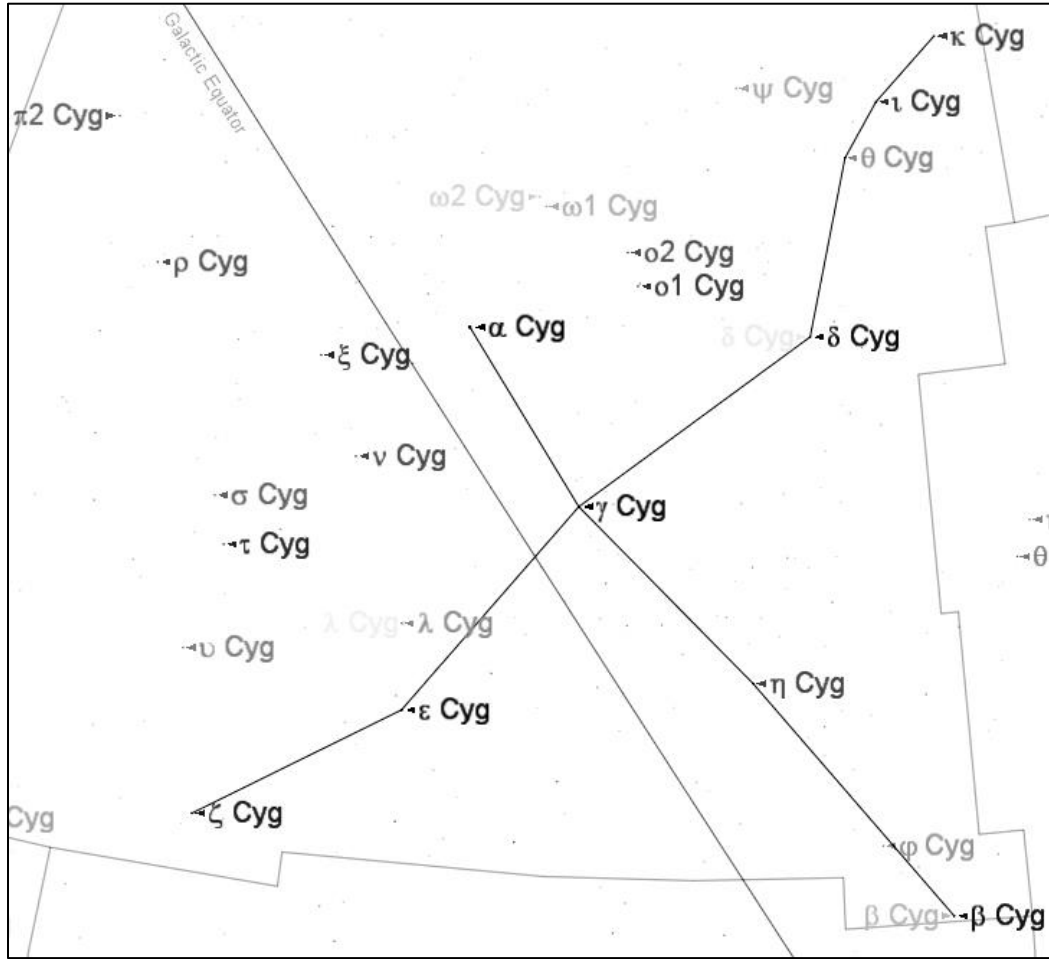 κ Cyg
Galactic Equator
ψ Cyg
ι Cyg
π2 Cyg
θ Cyg
ω2 Cyg
ω1 Cyg
ο2 Cyg
ρ Cyg
ο1 Cyg
α Cyg
δ Cyg
δ Cyg
ξ Cyg
ν Cyg
σ Cyg
γ Cyg
τ Cyg
θ
λ Cyg
λ Cyg
υ Cyg
η Cyg
ε Cyg
ζ Cyg
Cyg
φ Cyg
β Cyg
β Cyg